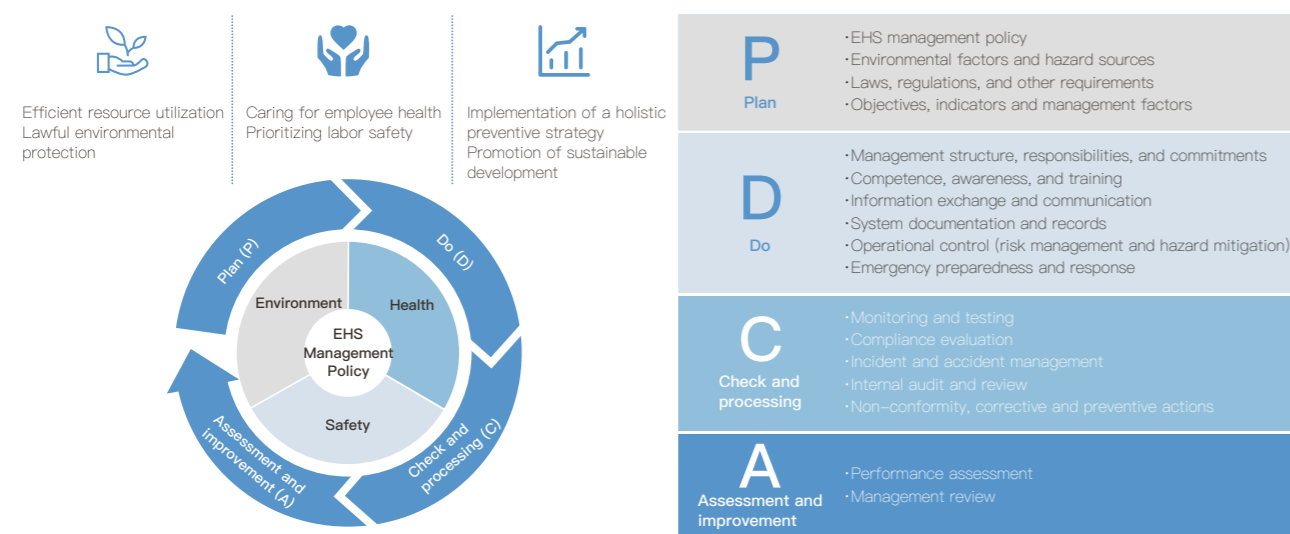 Efficient resource utilization
Lawful environmental
protection
Caring for employee health
Prioritizing labor safety
Implementation of a holistic
preventive strategy
Promotion of sustainable
development
Plan (P)
Do (D)
Check and
processing (C)
Assessment and
improvement (A)
Environment
Health
Safety
EHS
Management
Policy
P
Plan
·EHS management policy
·Environmental factors and hazard sources
·Laws, regulations, and other requirements
·Objectives, indicators and management factors
D
Do
·Management structure, responsibilities, and commitments
·Competence, awareness, and training
·Information exchange and communication
·System documentation and records
·Operational control (risk management and hazard mitigation)
·Emergency preparedness and response
C
Check and
processing
·Monitoring and testing
·Compliance evaluation
·Incident and accident management
·Internal audit and review
·Non-conformity, corrective and preventive actions
A
Assessment and
improvement
·Performance assessment
·Management review